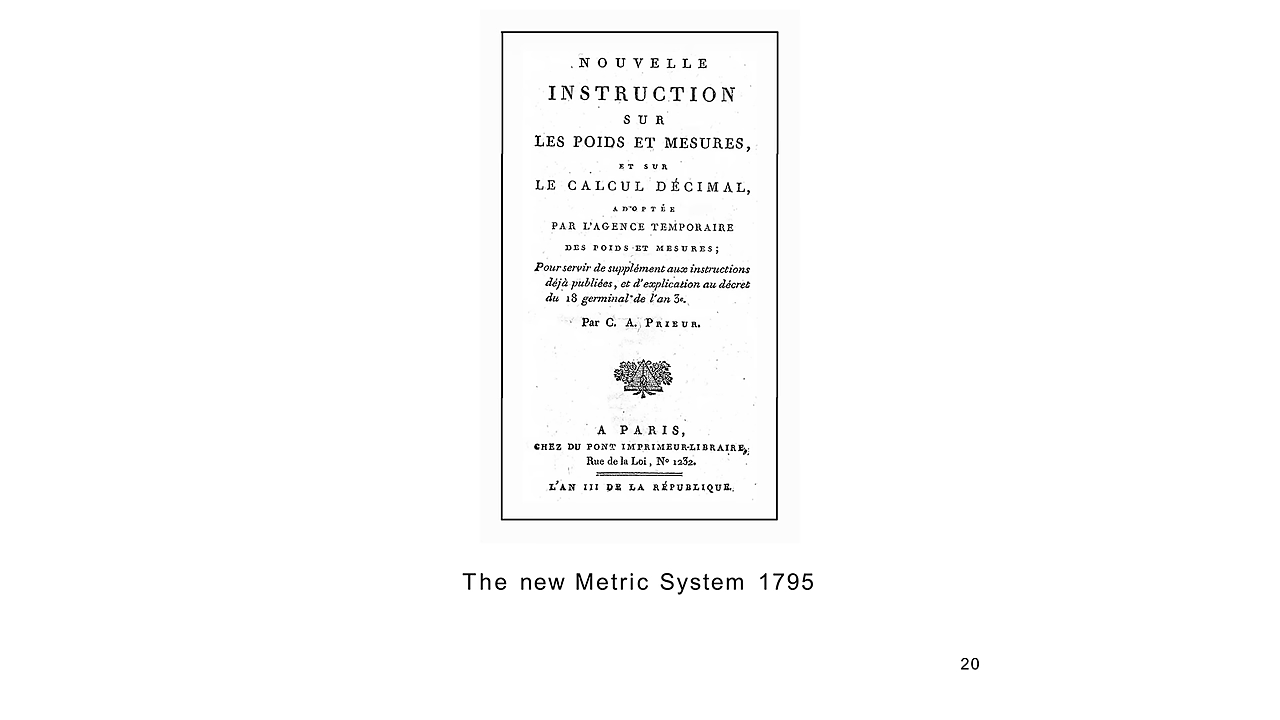 NOUVELLE
INSTRUCTION
SUR
LES POIDS ET MESURES,
ET SUR
LE CALCUL DÉCIMAL,
ADOPTÉE
PAR L'AGENCE TEMPORAIRE
DES POIDS ET MESURES;
Pour servir de supplément aux instructions
déjà publiées, et d'explication au décret
du 18 germinal de l'an 3e.
Par C. A. PRIEUR.
A PARIS,
CHEZ DU PONT IMPRIMEUR-LIBRAIRE,
Rue de la Loi, No 1232.
L'AN III DE LA RÉPUBLIQUE.
The new Metric System 1795
20